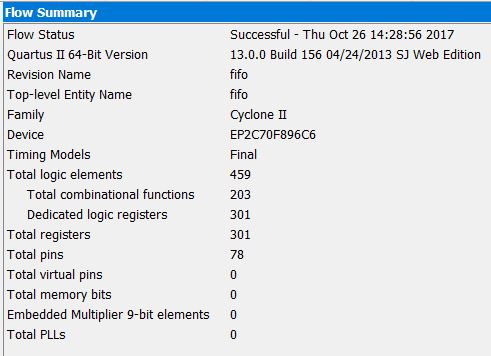 Flow Summary
Flow Status Successful - Thu Oct 26 14:28:56 2017
Quartus II 64-Bit Version 13.0.0 Build 156 04/24/2013 SJ Web Edition
Revision Name fifo
Top-level Entity Name fifo
Family Cyclone II
Device EP2C70F896C6
Timing Models Final
Total logic elements 459
Total combinational functions 203
Dedicated logic registers 301
Total registers 301
Total pins 78
Total virtual pins 0
Total memory bits 0
Embedded Multiplier 9-bit elements 0
Total PLLs 0